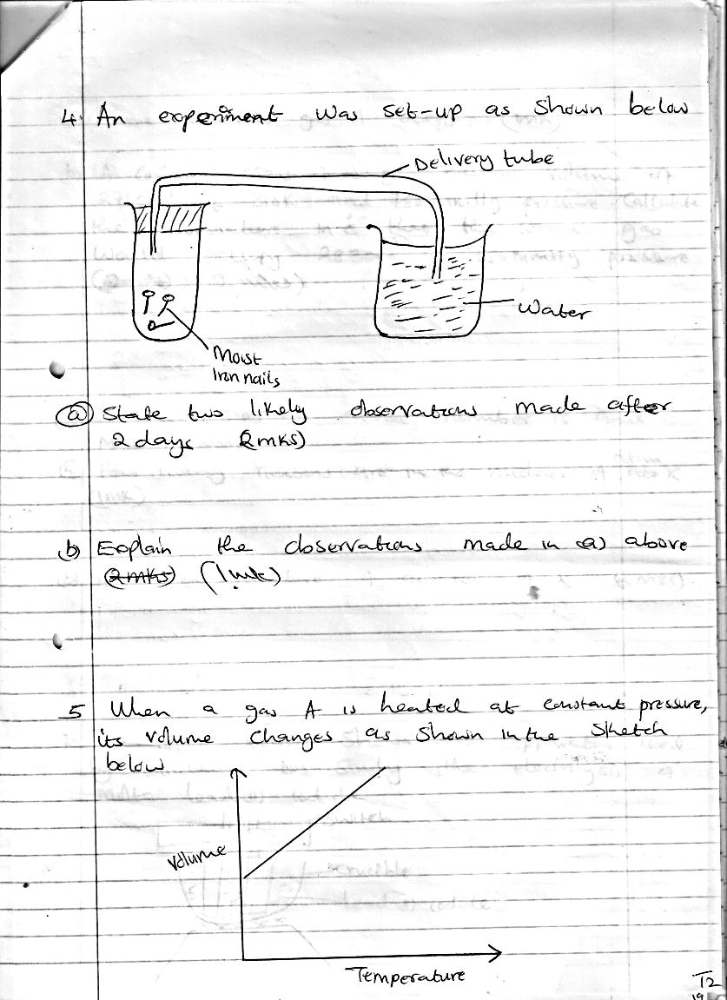 4. An experiment was set-up as shown below
Delivery tube
Water
Moist
Iron nails
(a) State two likely observations made after
2 days (2mks)
b) Explain the observations made in (a) above
(2mks) (1mk)
5 When a gas A is heated at constant pressure,
its volume changes as shown in the sketch
below
Volume
Temperature
T2
19